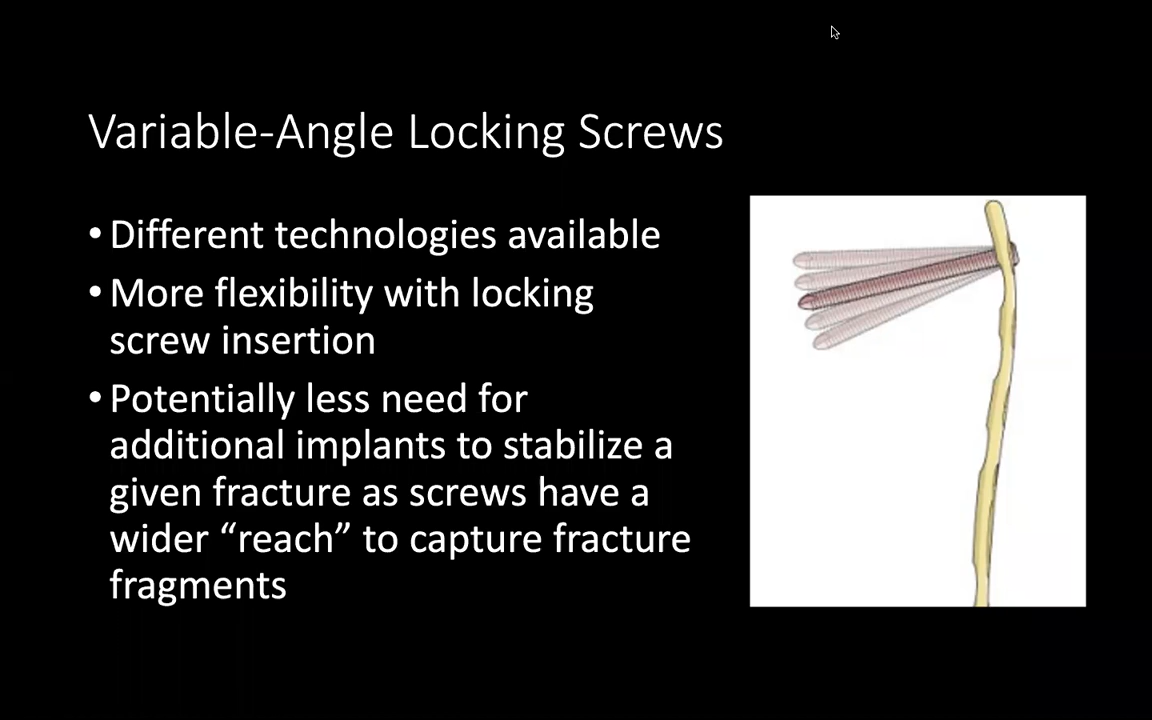 Variable-Angle Locking Screws
• Different technologies available
• More flexibility with locking
screw insertion
• Potentially less need for
additional implants to stabilize a
given fracture as screws have a
wider “reach” to capture fracture
fragments